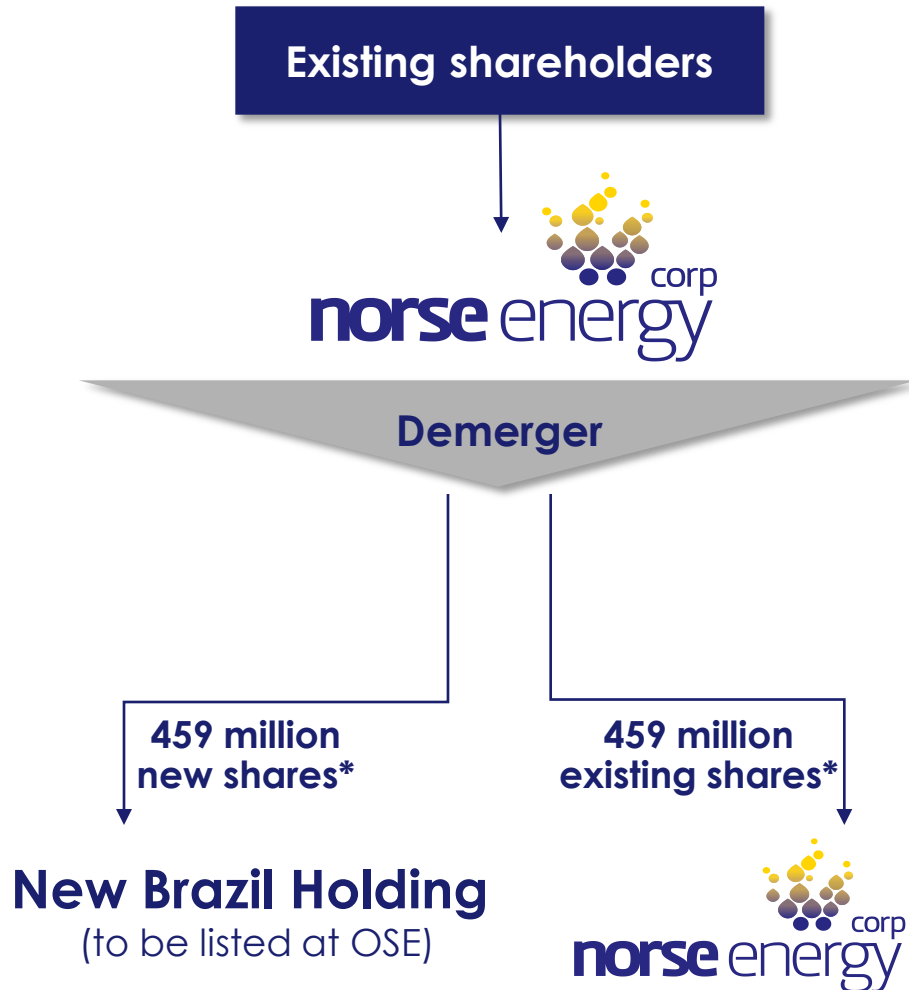 Existing shareholders
corp
norse energy
Demerger
459 million
new shares*
459 million
existing shares*
New Brazil Holding
(to be listed at OSE)
corp
norse energy